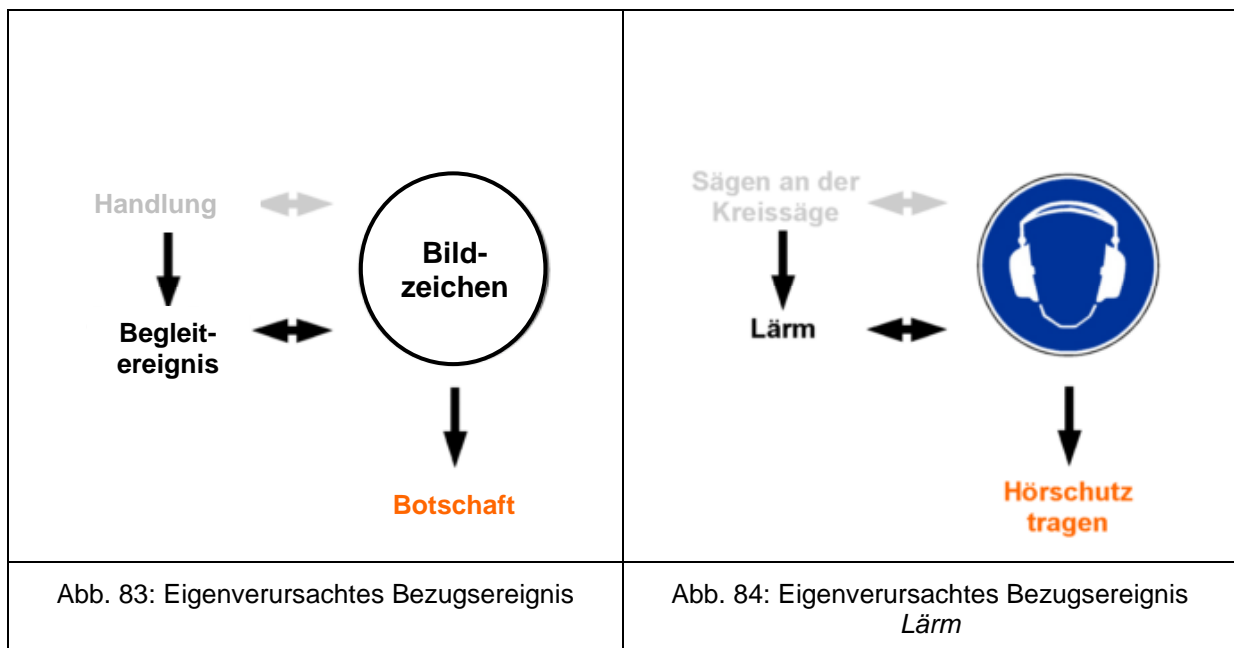 Handlung
Bild-
zeichen
Begleit-
ereignis
Botschaft
Abb. 83: Eigenverursachtes Bezugsereignis
Sägen an der
Kreissäge
Lärm
Hörschutz
tragen
Abb. 84: Eigenverursachtes Bezugsereignis
Lärm